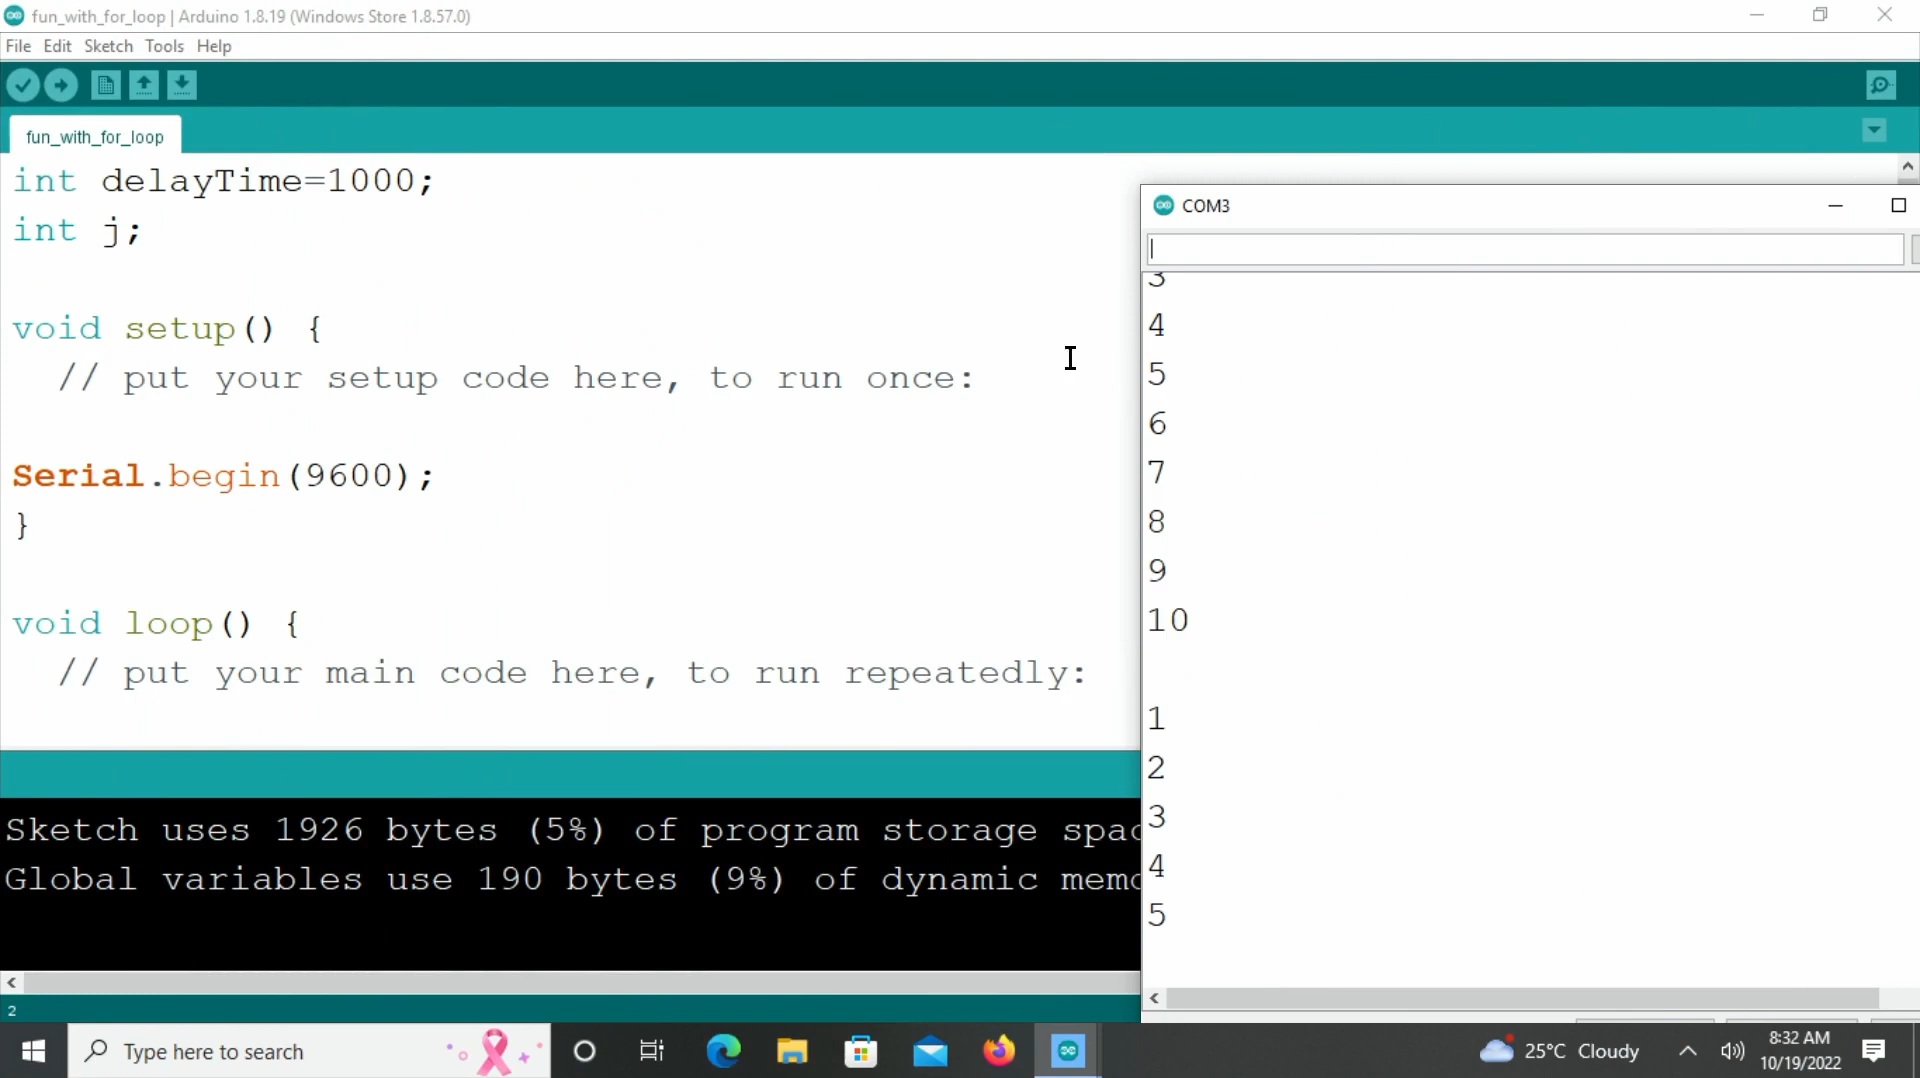 fun_with_for_loop | Arduino 1.8.19 (Windows Store 1.8.57.0)
File Edit Sketch Tools Help
fun_with_for_loop
int delayTime=1000;
int j;
void setup() {
// put your setup code here, to run once:
Serial.begin(9600);
}
void loop() {
// put your main code here, to run repeatedly:
Sketch uses 1926 bytes (5%) of program storage
Global variables use 190 bytes (9%) of dynamic
2
COM3
3
4
5
6
7
8
9
10
1
2
3
4
5
Type here to search
25°C Cloudy
8:32 AM
10/19/2022